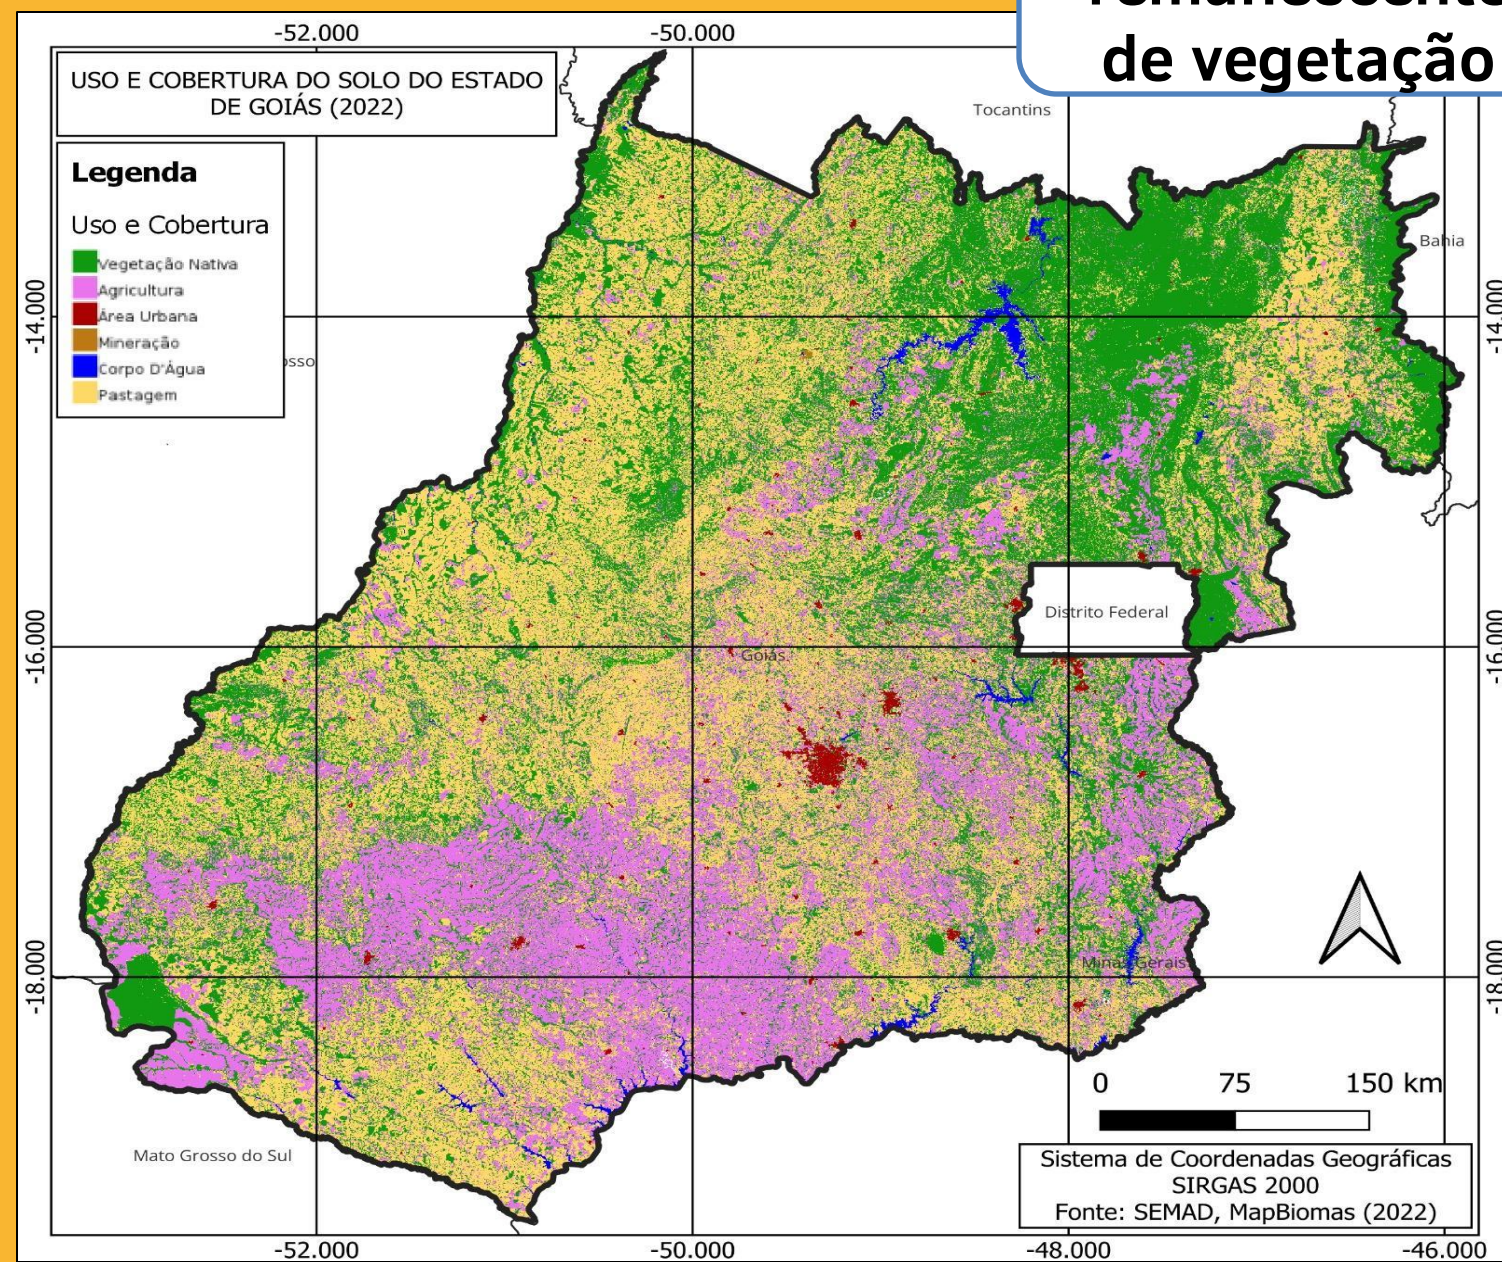 de vegetação
-52.000
-50.000
USO E COBERTURA DO SOLO DO ESTADO
DE GOIÁS (2022)
Tocantins
Legenda
Uso e Cobertura
Vegetação Nativa
Agricultura
Área Urbana
Mineração
Corpo D'Água
Pastagem
Bahia
-14.000
-14.000
osso
Distrito Federal
-16.000
-16.000
Goiás
-18.000
-18.000
Minas Gerais
Mato Grosso do Sul
0 75 150 km
Sistema de Coordenadas Geográficas
SIRGAS 2000
Fonte: SEMAD, MapBiomas (2022)
-52.000
-50.000
-48.000
-46.000